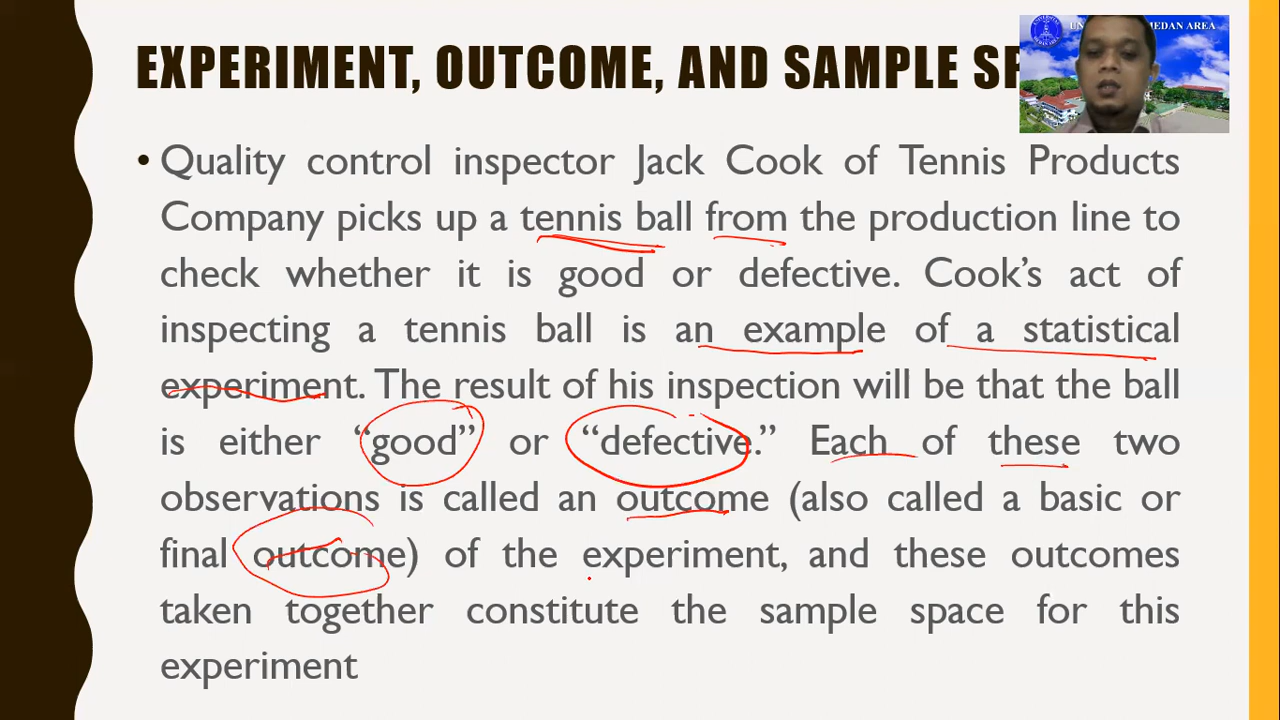 EXPERIMENT, OUTCOME, AND SAMPLE
MEDAN AREA
• Quality control inspector Jack Cook of Tennis Products
Company picks up a tennis ball from the production line to
check whether it is good or defective. Cook’s act of
inspecting a tennis ball is an example of a statistical
experiment. The result of his inspection will be that the ball
is either “good” or “defective.” Each of these two
observations is called an outcome (also called a basic or
final outcome) of the experiment, and these outcomes
taken together constitute the sample space for this
experiment